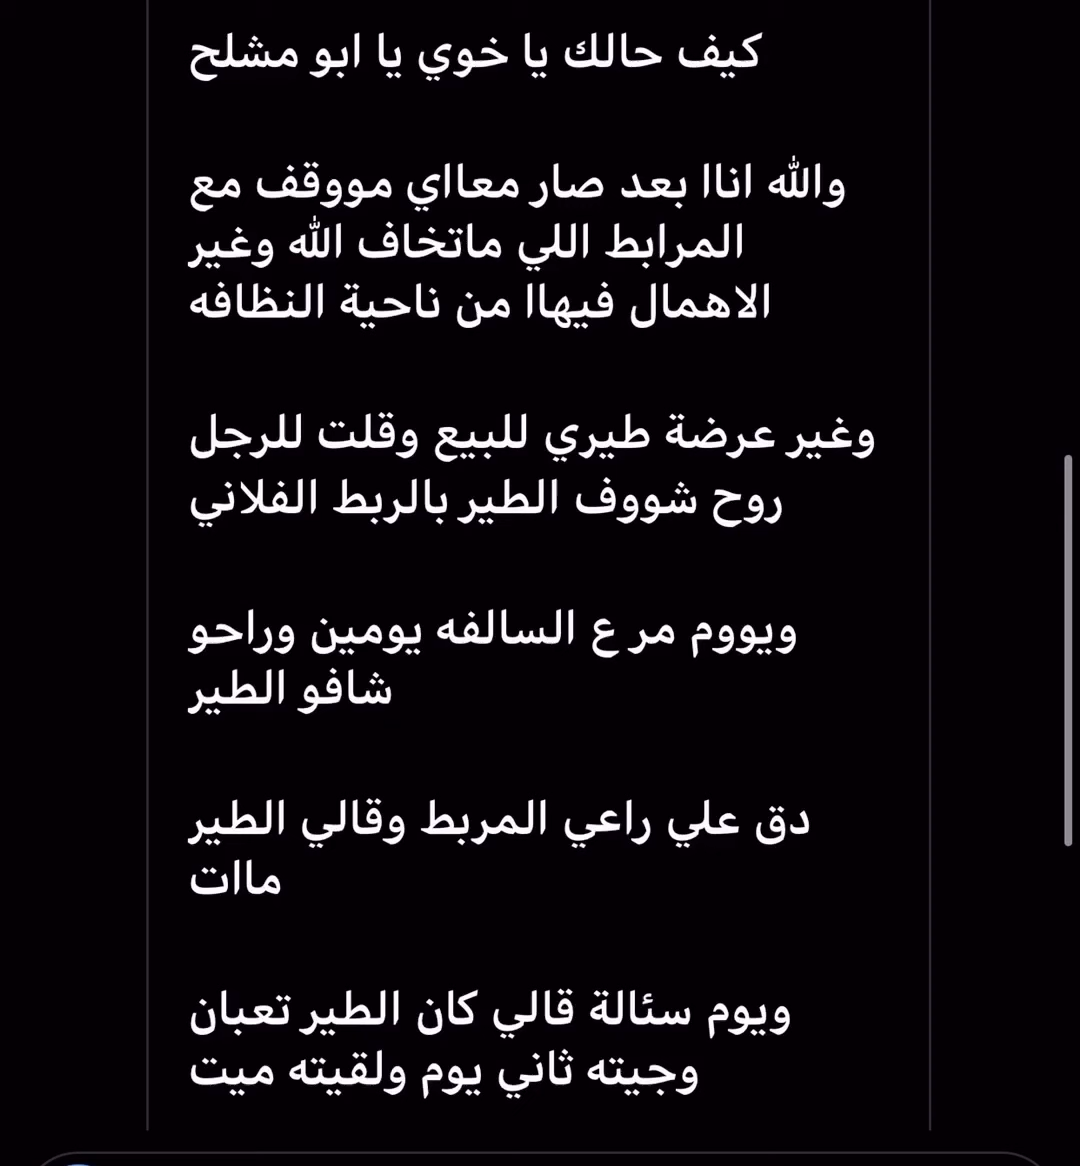 كيف حالك يا خوي يا ابو مشلح
والله اناا بعد صار معااي مووقف مع
المرابط اللي ماتخاف الله وغير
الاهمال فيهاا من ناحية النظافه
وغير عرضة طيري للبيع وقلت للرجل
روح شووف الطير بالربط الفلاني
ويووم مر ع السالفه يومين وراحو
شافو الطير
دق علي راعي المربط وقالي الطير
ماات
ويوم سئالة قالي كان الطير تعبان
وجيته ثاني يوم ولقيته ميت